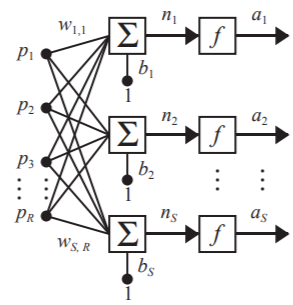 w1,1 n1 a1
p1 Σ f
b1
p2 1
n2 a2
Σ f
p3
b2
pR 1
nS aS
wS, R Σ f
bS
1